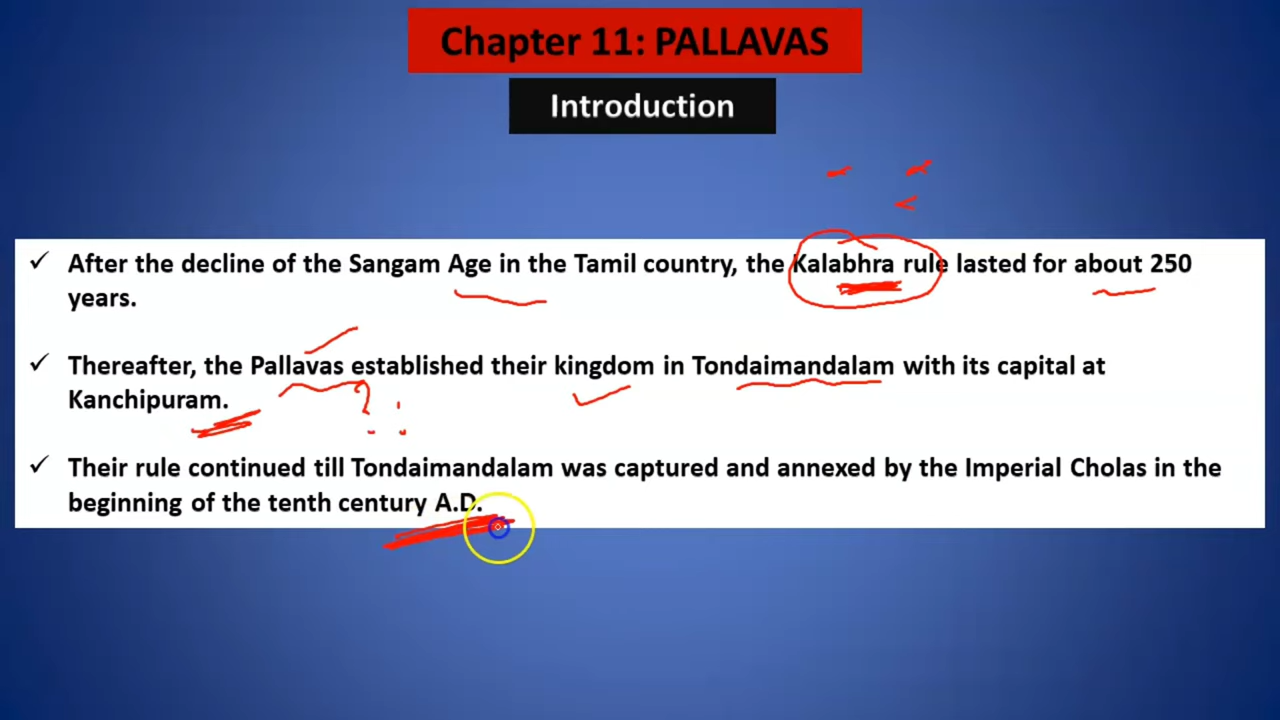 Chapter 11: PALLAVAS
Introduction
✓ After the decline of the Sangam Age in the Tamil country, the Kalabhra rule lasted for about 250
years.
✓ Thereafter, the Pallavas established their kingdom in Tondaimandalam with its capital at
Kanchipuram.
? :
✓ Their rule continued till Tondaimandalam was captured and annexed by the Imperial Cholas in the
beginning of the tenth century A.D.